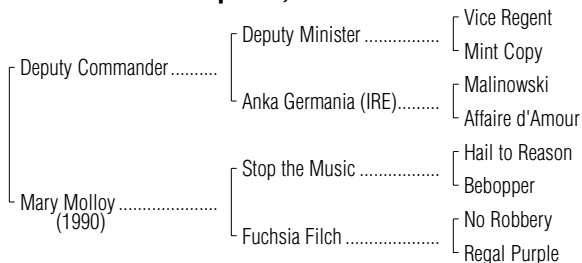 Vice Regent
Deputy Minister ..................
Mint Copy
Deputy Commander..........
Malinowski
Anka Germania (IRE).........
Affaire d'Amour
Hail to Reason
Stop the Music ...................
Bebopper
Mary Molloy .....................
(1990)
No Robbery
Fuchsia Filch .....................
Regal Purple